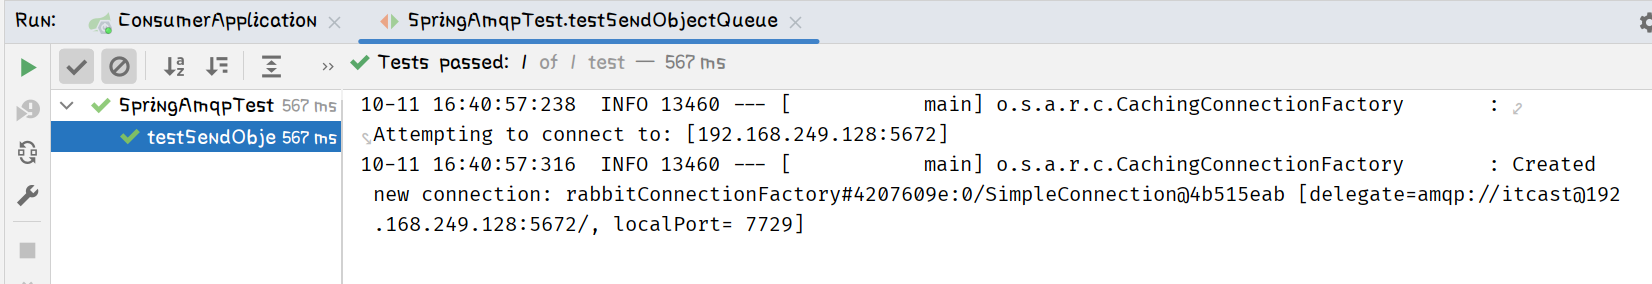 Run: ConsumerApplication × SpringAmqpTest.testSendObjectQueue ×
>> Tests passed: 1 of 1 test — 567 ms
SpringAmqpTest 567 ms
testSendObje 567 ms
10-11 16:40:57:238  INFO 13460 --- [           main] o.s.a.r.c.CachingConnectionFactory       :
Attempting to connect to: [192.168.249.128:5672]
10-11 16:40:57:316  INFO 13460 --- [           main] o.s.a.r.c.CachingConnectionFactory       : Created
new connection: rabbitConnectionFactory#4207609e:0/SimpleConnection@4b515eab [delegate=amqp://itcast@192
.168.249.128:5672/, localPort= 7729]